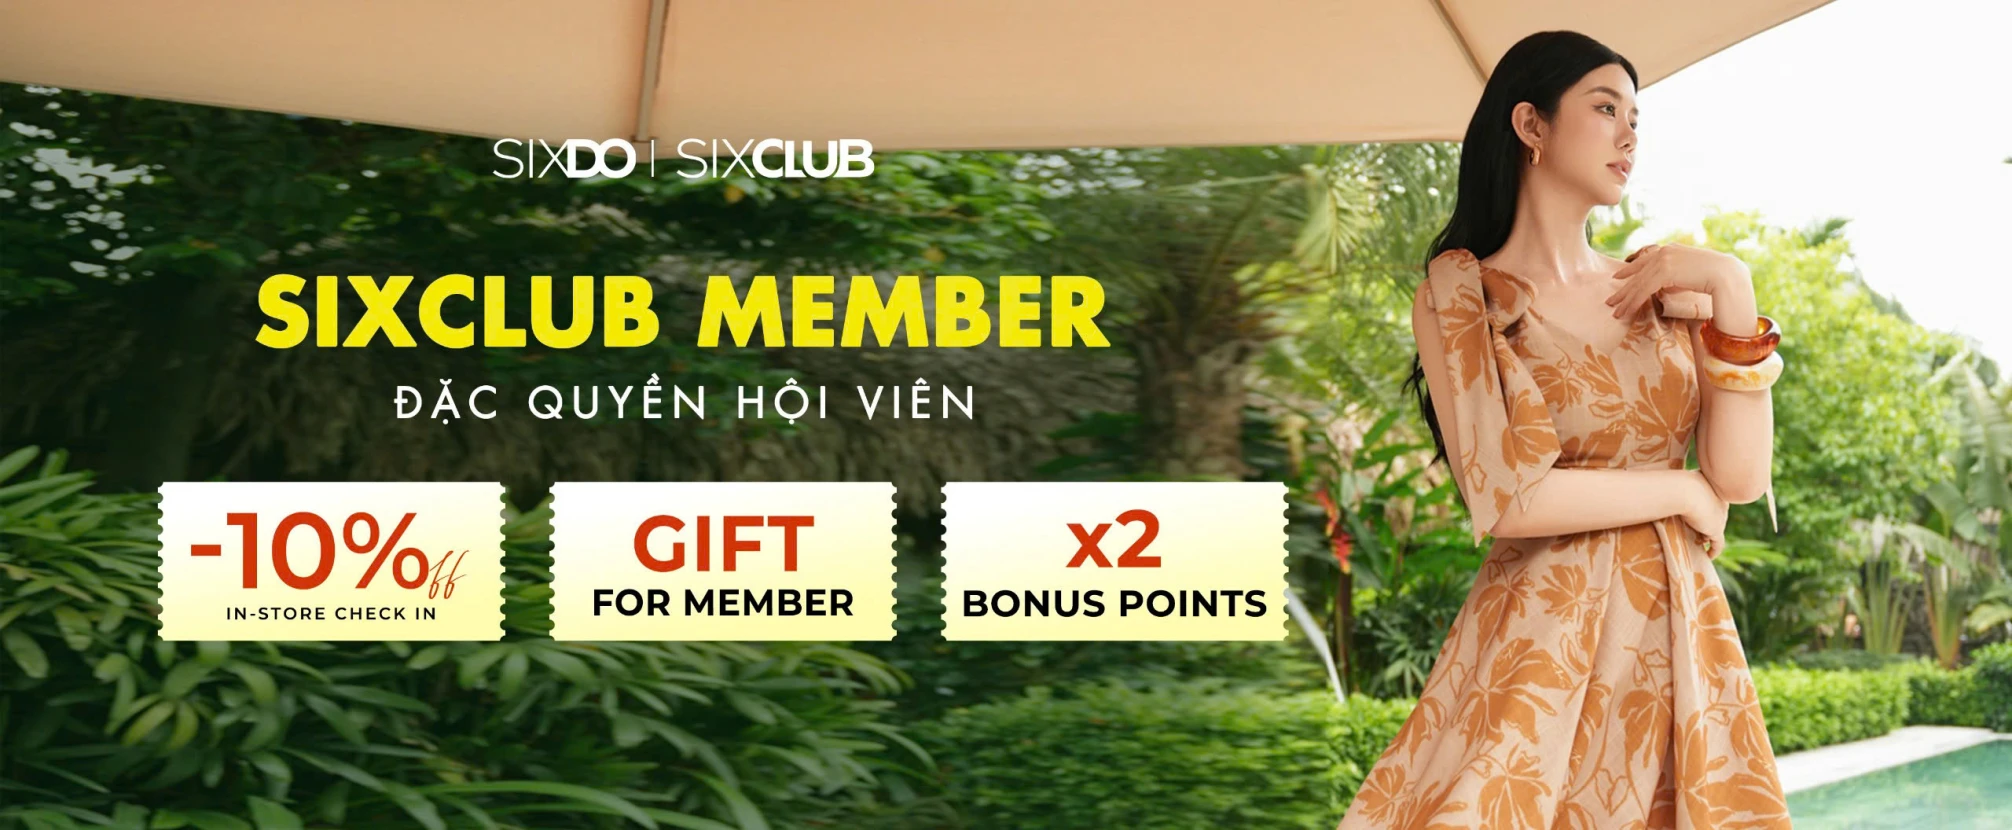 SIXDO | SIXCLUB
SIXCLUB MEMBER
ĐẶC QUYỀN HỘI VIÊN
-10% off
IN-STORE CHECK IN
GIFT
FOR MEMBER
x2
BONUS POINTS